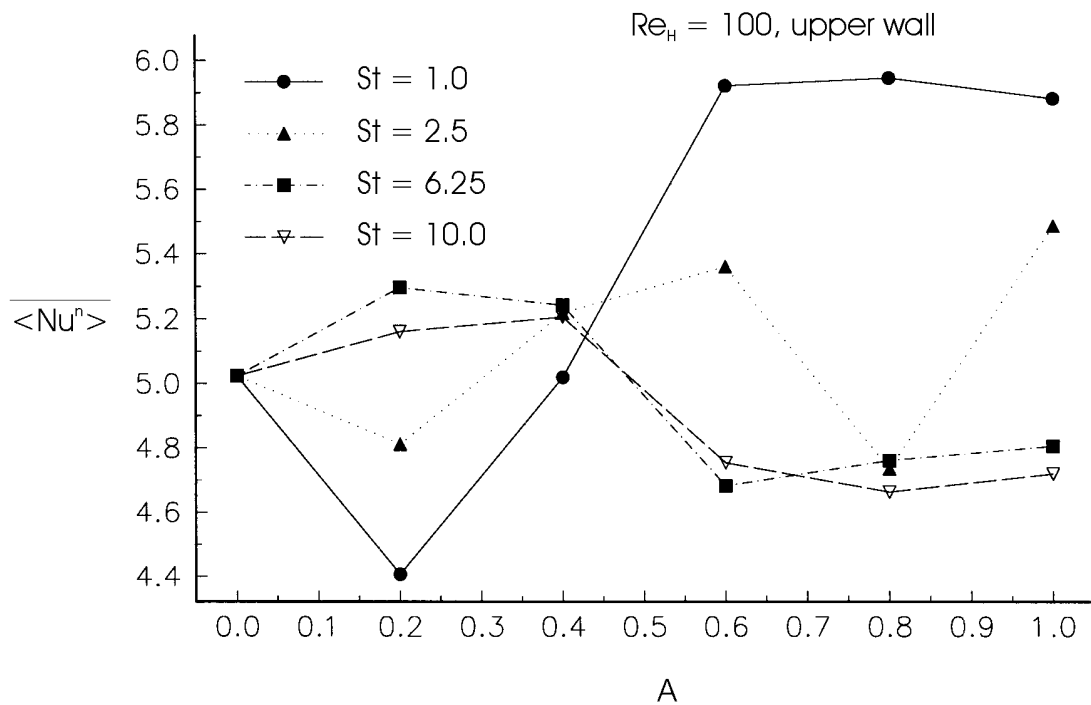 Re_H = 100, upper wall
St = 1.0
St = 2.5
St = 6.25
St = 10.0
6.0
5.8
5.6
5.4
5.2
5.0
4.8
4.6
4.4
<Nuⁿ>
0.0 0.1 0.2 0.3 0.4 0.5 0.6 0.7 0.8 0.9 1.0
A